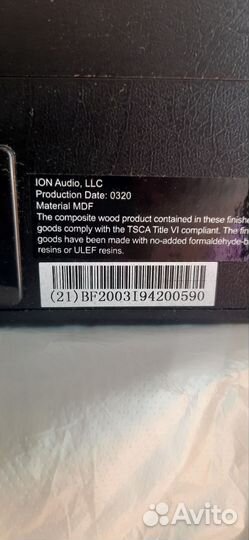 ION Audio, LLC
Production Date: 0320
Material MDF
The composite wood product contained in these finishe
goods comply with the TSCA Title VI compliant. The fin
goods have been made with no-added formaldehyde-b
resins or ULEF resins.
(21)BF2003I94200590
Avito